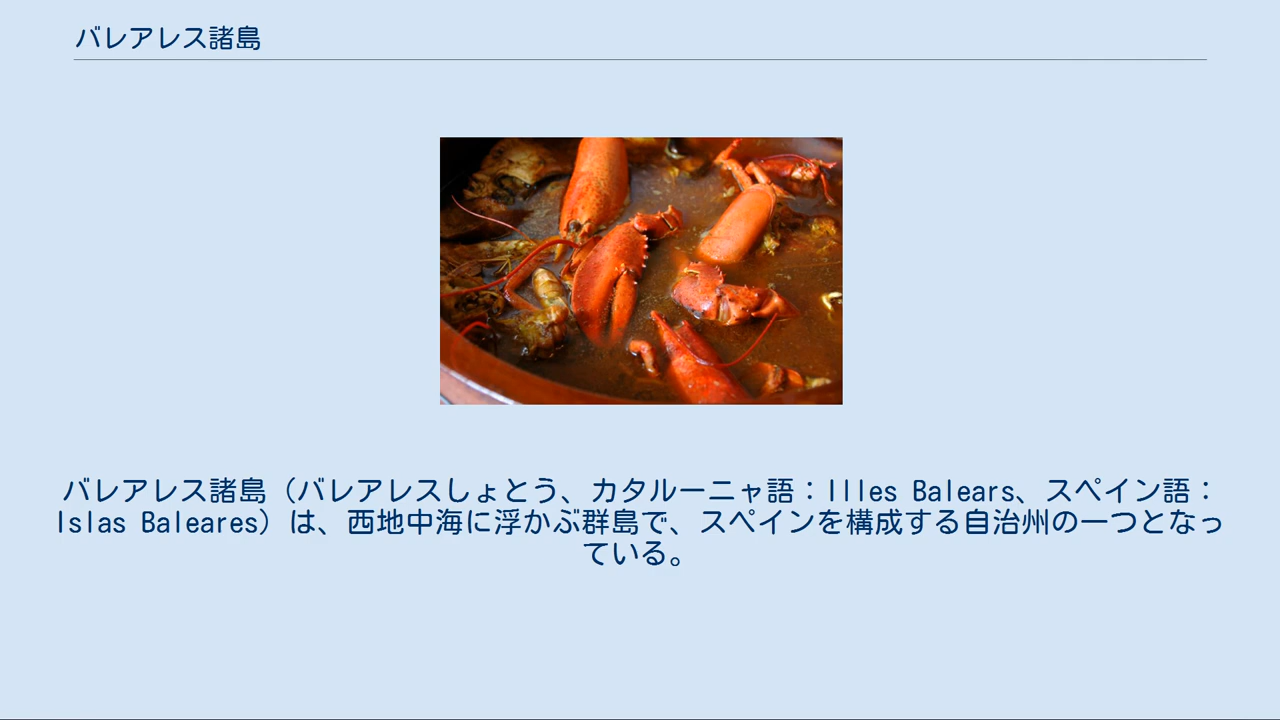 バレアレス諸島
バレアレス諸島（バレアレスしょとう、カタルーニャ語：Illes Balears、スペイン語：
Islas Baleares）は、西地中海に浮かぶ群島で、スペインを構成する自治州の一つとなっ
ている。